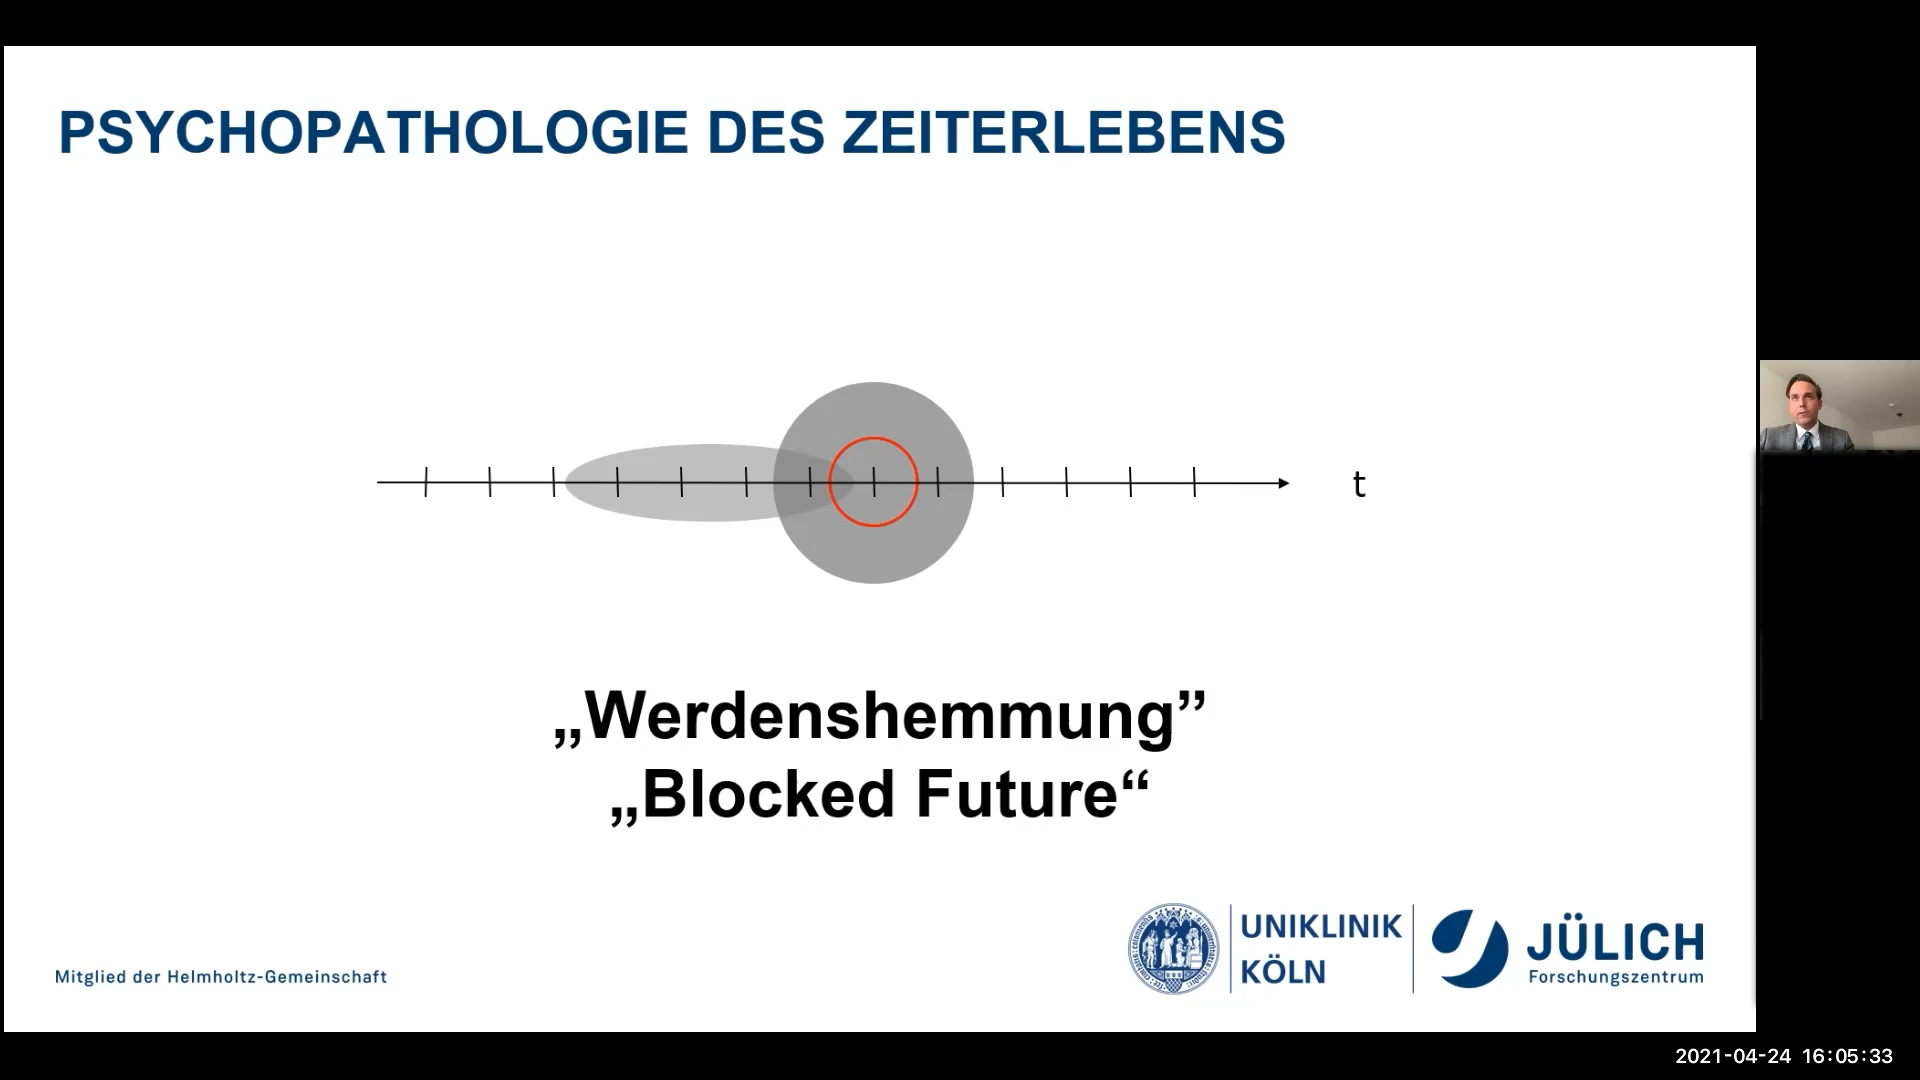 PSYCHOPATHOLOGIE DES ZEITERLEBENS
t
„Werdenshemmung”
„Blocked Future“
Mitglied der Helmholtz-Gemeinschaft
UNIKLINIK
KÖLN
JÜLICH
Forschungszentrum
2021-04-24 16:05:33